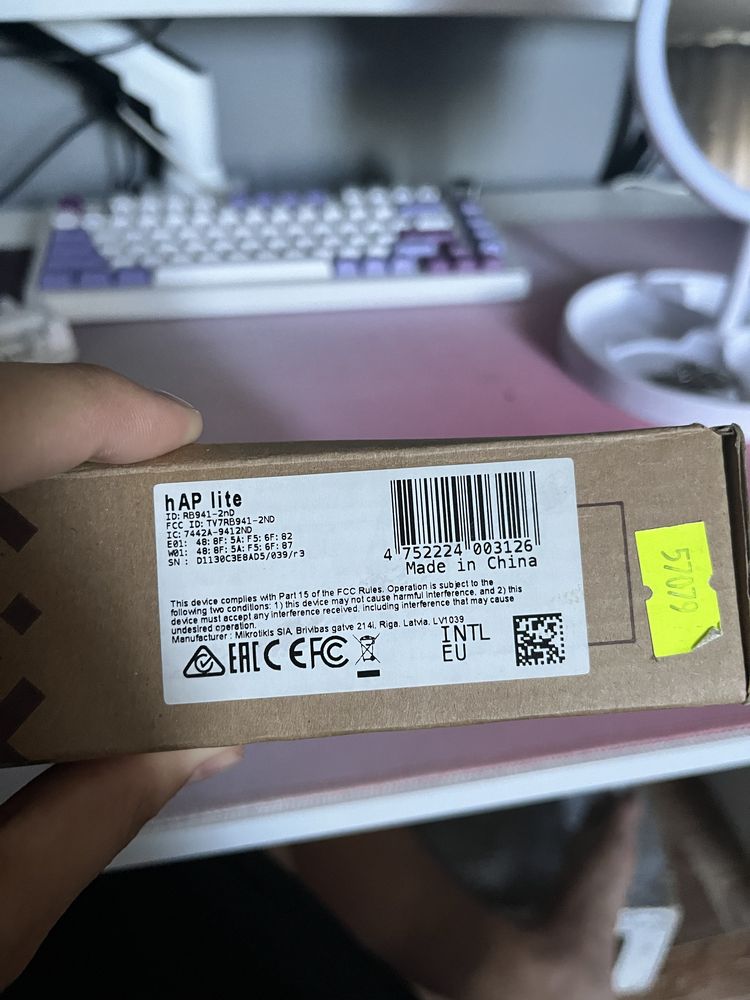 hAP lite
ID: RB941-2nD
FCC ID: TV7RB941-2ND
IC: 7442A-9412ND
E01: 48:8F:5A:F5:6F:82
W01: 48:8F:5A:F5:6F:87
SN : D1130C3E8AD5/039/r3
4 752224 003126
Made in China
This device complies with Part 15 of the FCC Rules. Operation is subject to the
following two conditions: 1) this device may not cause harmful interference, and 2) this
device must accept any interference received, including interference that may cause
undesired operation.
Manufacturer : Mikrotikls SIA, Brivibas gatve 214i, Riga, Latvia, LV1039
EAC CE FC
INTL
EU
57079